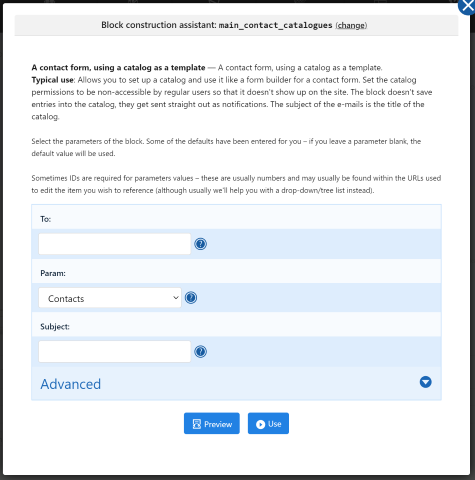 Block construction assistant: main_contact_catalogues (change)
A contact form, using a catalog as a template — A contact form, using a catalog as a template.
Typical use: Allows you to set up a catalog and use it like a form builder for a contact form. Set the catalog
permissions to be non-accessible by regular users so that it doesn't show up on the site. The block doesn't save
entries into the catalog, they get sent straight out as notifications. The subject of the e-mails is the title of the
catalog.
Select the parameters of the block. Some of the defaults have been entered for you – if you leave a parameter blank, the
default value will be used.
Sometimes IDs are required for parameters values – these are usually numbers and may usually be found within the URLs used
to edit the item you wish to reference (although usually we'll help you with a drop-down/tree list instead).
To:
?
Param:
Contacts ?
Subject:
?
Advanced
Preview Use